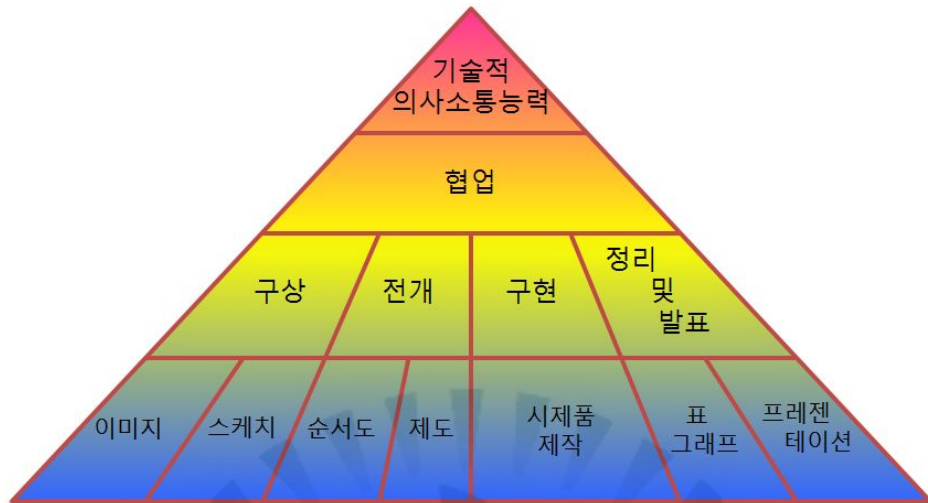 기술적
의사소통능력
협업
구상
전개
구현
정리
및
발표
이미지
스케치
순서도
제도
시제품
제작
표
그래프
프레젠
테이션